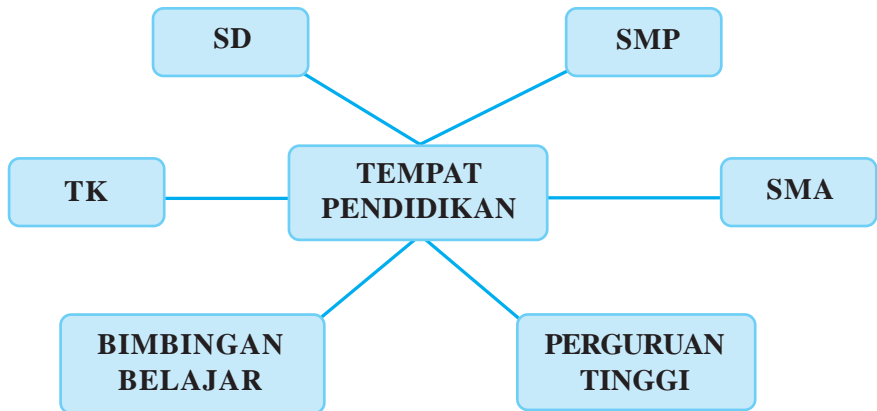 SD
SMP
TK
TEMPAT
PENDIDIKAN
SMA
BIMBINGAN
BELAJAR
PERGURUAN
TINGGI